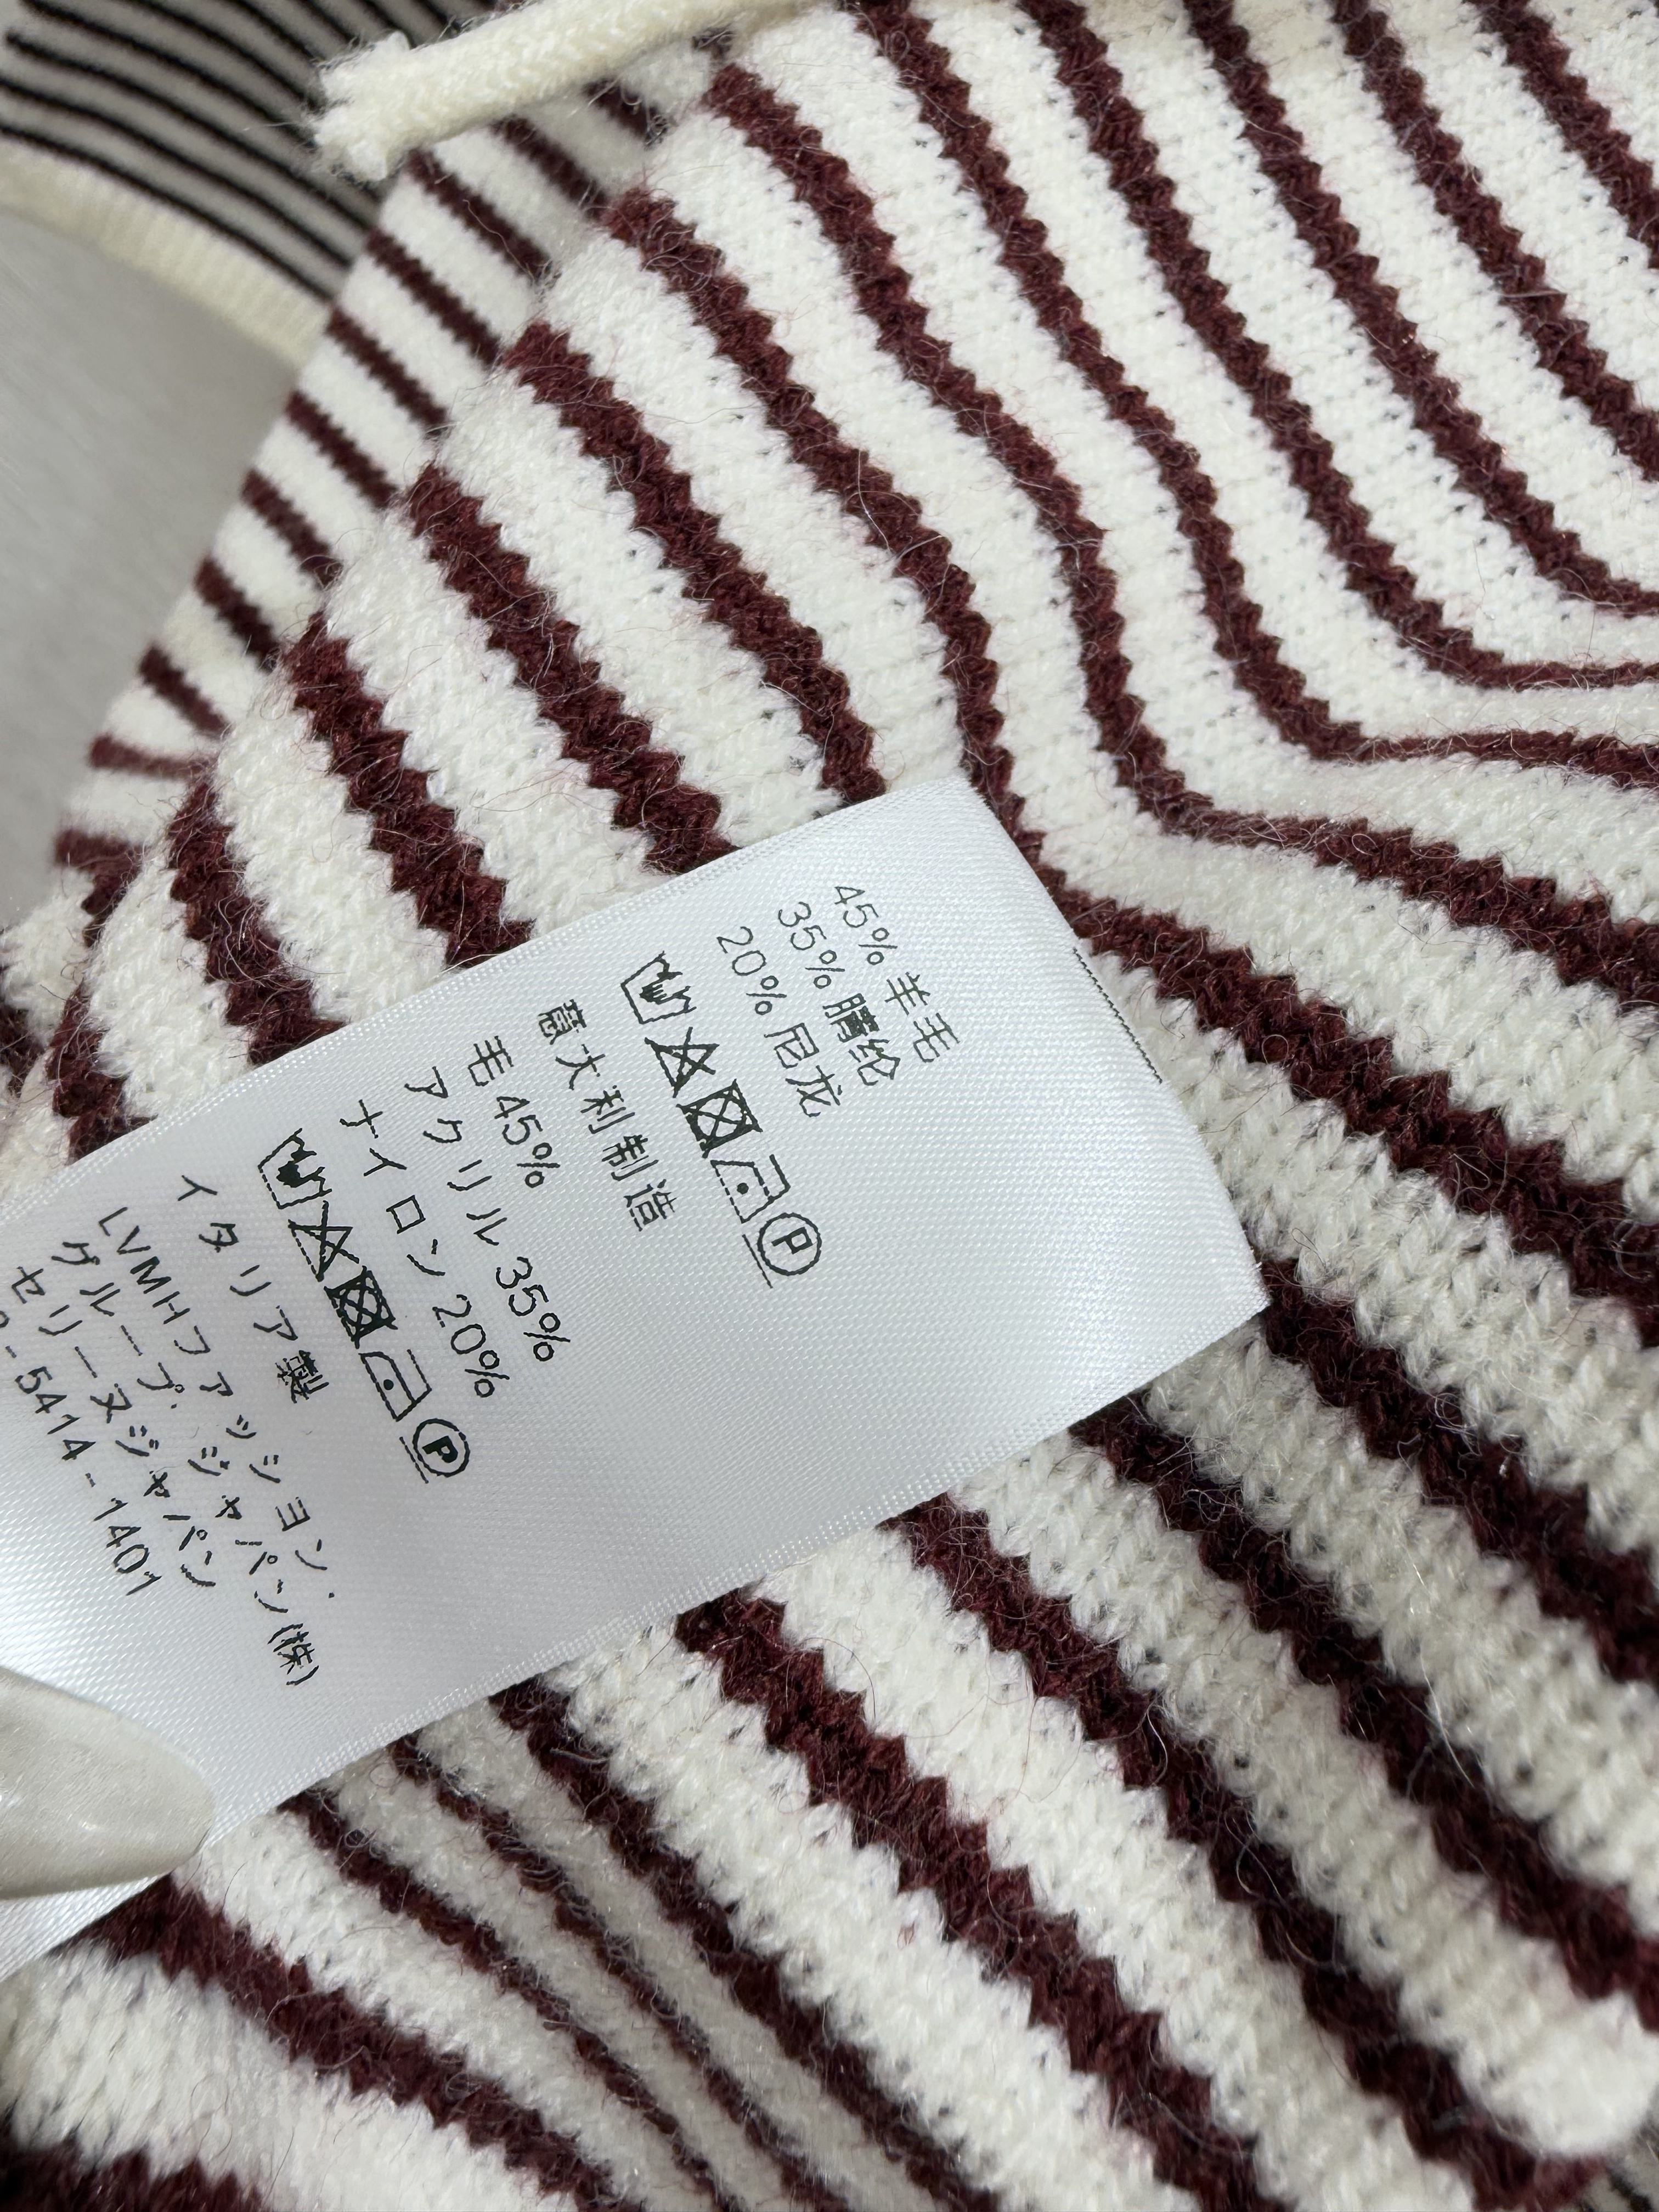 45% 羊毛
35% 腈纶
20% 尼龙
P
意大利制造
毛 45%
アクリル 35%
ナイロン 20%
P
イタリア製
LVMHファッション・
グループ・ジャパン(株)
セリーヌジャパン
-5414-1401